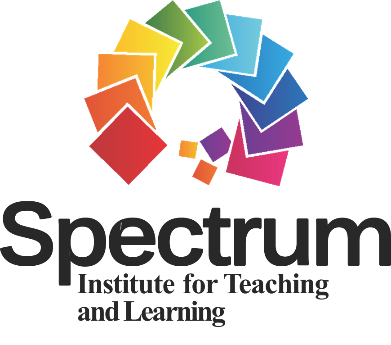 Spectrum
Institute for Teaching
and Learning